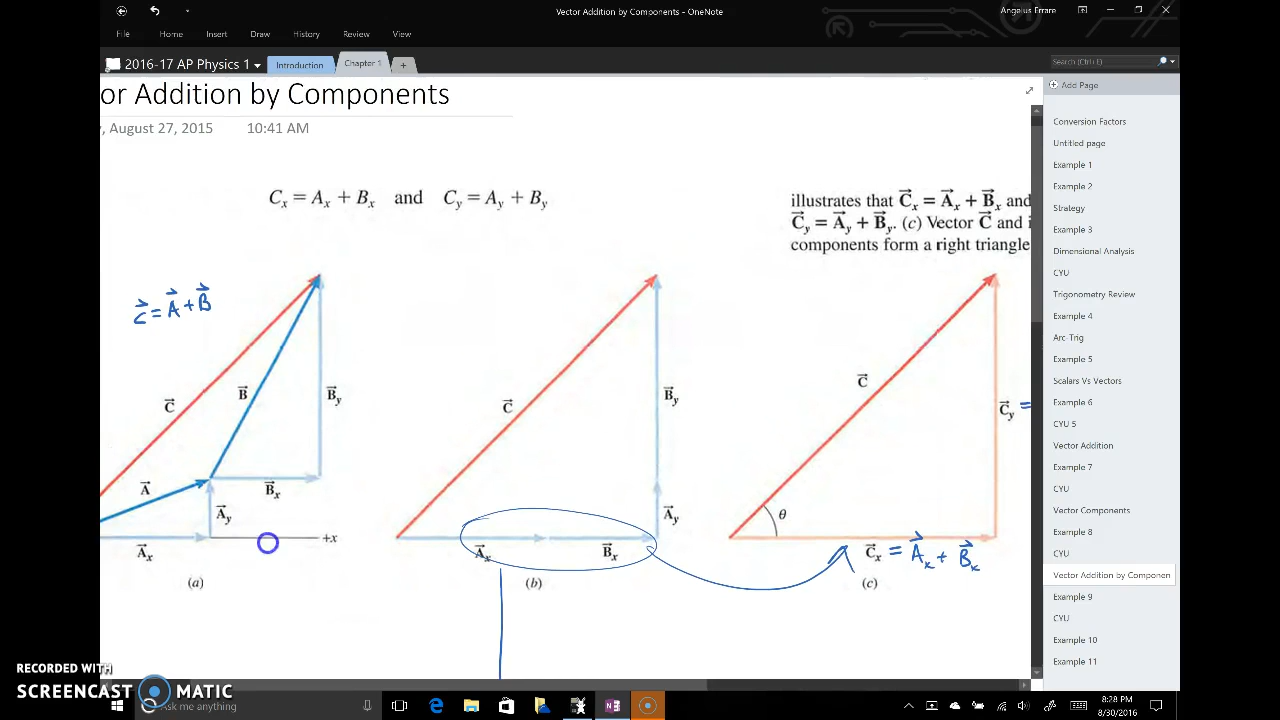 Vector Addition by Components - OneNote
Angelus Errare
File Home Insert Draw History Review View
2016-17 AP Physics 1
Introduction
Chapter 1
+
Search (Ctrl+E)
or Addition by Components
, August 27, 2015 10:41 AM
Cx = Ax + Bx and Cy = Ay + By
illustrates that C⃗x = A⃗x + B⃗x and
C⃗y = A⃗y + B⃗y. (c) Vector C⃗ and i
components form a right triangle
C⃗ = A⃗ + B⃗
C⃗
B⃗
B⃗y
A⃗
B⃗x
A⃗y
A⃗x
+x
(a)
C⃗
B⃗y
A⃗y
A⃗x
B⃗x
(b)
C⃗
C⃗y =
θ
C⃗x = A⃗x + B⃗x
(c)
Add Page
Conversion Factors
Untitled page
Example 1
Example 2
Strategy
Example 3
Dimensional Analysis
CYU
Trigonometry Review
Example 4
Arc-Trig
Example 5
Scalars Vs Vectors
Example 6
CYU 5
Vector Addition
Example 7
CYU
Vector Components
Example 8
CYU
Vector Addition by Componen
Example 9
CYU
Example 10
Example 11
RECORDED WITH
SCREENCAST MATIC
Ask me anything
8:28 PM
8/30/2016